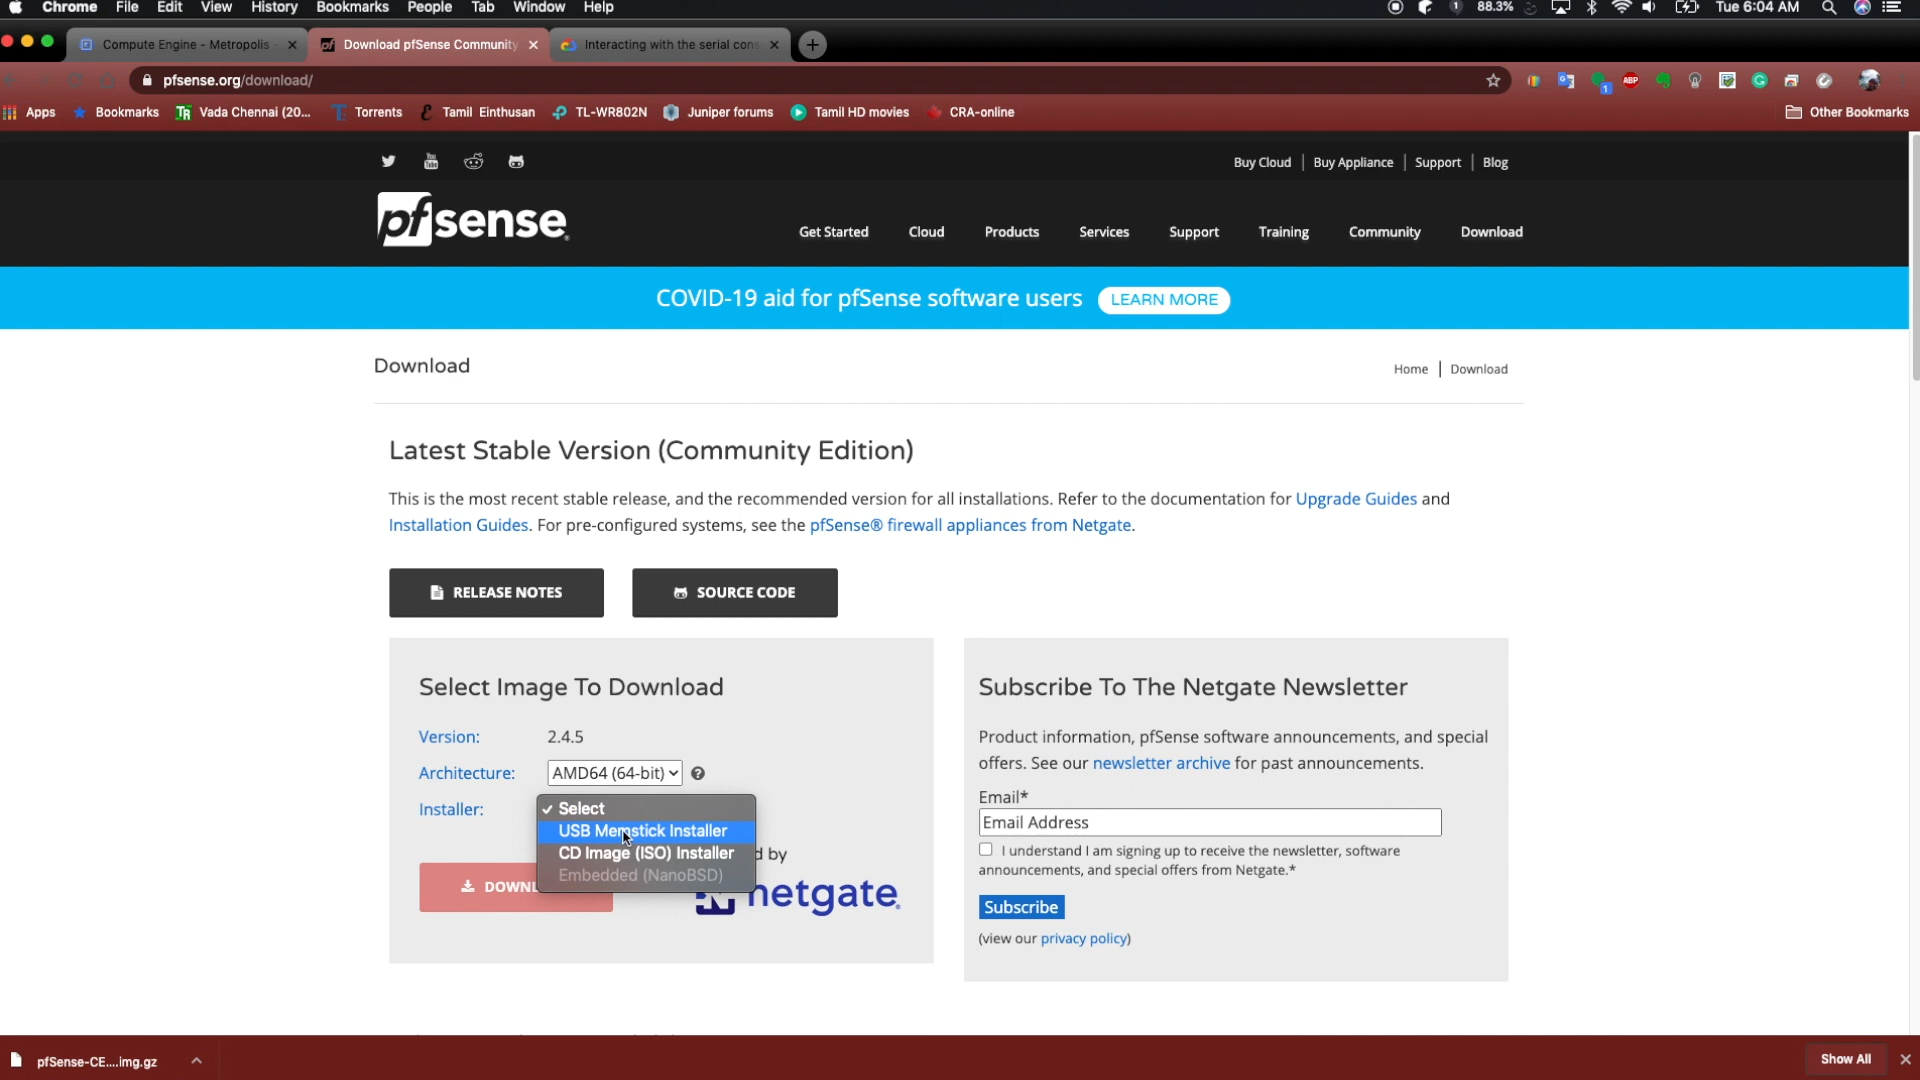 Chrome File Edit View History Bookmarks People Tab Window Help
88.3% Tue 6:04 AM
Compute Engine - Metropolis
Download pfSense Community
Interacting with the serial cons
pfsense.org/download/
Apps Bookmarks Vada Chennai (20... Torrents Tamil Einthusan TL-WR802N Juniper forums Tamil HD movies CRA-online Other Bookmarks
Buy Cloud Buy Appliance Support Blog
pfsense
Get Started Cloud Products Services Support Training Community Download
COVID-19 aid for pfSense software users LEARN MORE
Download
Home Download
Latest Stable Version (Community Edition)
This is the most recent stable release, and the recommended version for all installations. Refer to the documentation for Upgrade Guides and
Installation Guides. For pre-configured systems, see the pfSense® firewall appliances from Netgate.
RELEASE NOTES SOURCE CODE
Select Image To Download
Version: 2.4.5
Architecture: AMD64 (64-bit)
Installer: ✓ Select
USB Memstick Installer
CD Image (ISO) Installer
Embedded (NanoBSD)
d by
DOWNL
netgate
Subscribe To The Netgate Newsletter
Product information, pfSense software announcements, and special
offers. See our newsletter archive for past announcements.
Email*
Email Address
I understand I am signing up to receive the newsletter, software
announcements, and special offers from Netgate.*
Subscribe
(view our privacy policy)
pfSense-CE....img.gz
Show All